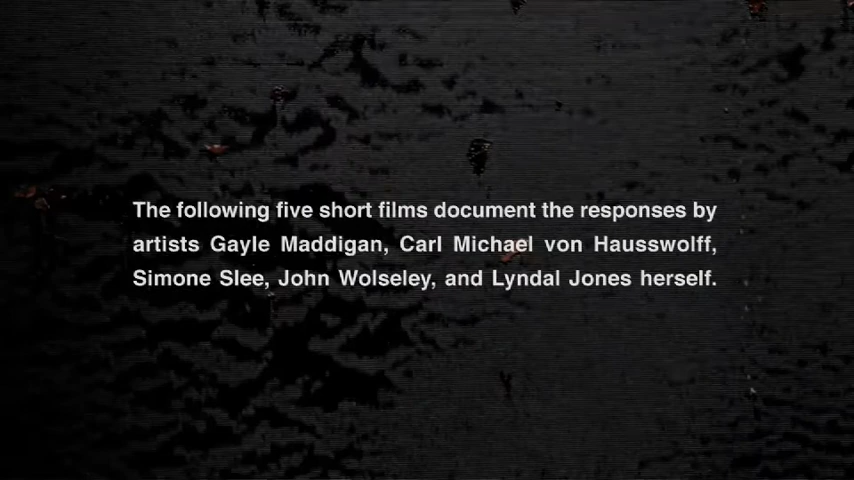 The following five short films document the responses by
artists Gayle Maddigan, Carl Michael von Hausswolff,
Simone Slee, John Wolseley, and Lyndal Jones herself.